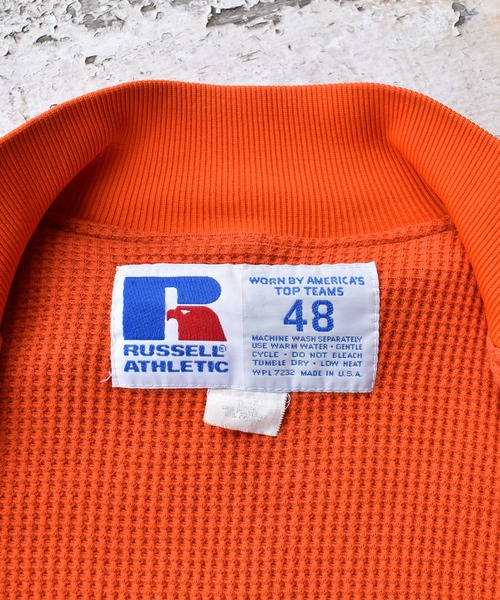 R
RUSSELL®
ATHLETIC
WORN BY AMERICA'S
TOP TEAMS
48
MACHINE WASH SEPARATELY
USE WARM WATER • GENTLE
CYCLE • DO NOT BLEACH
TUMBLE DRY • LOW HEAT
WPL 7232 MADE IN U.S.A.